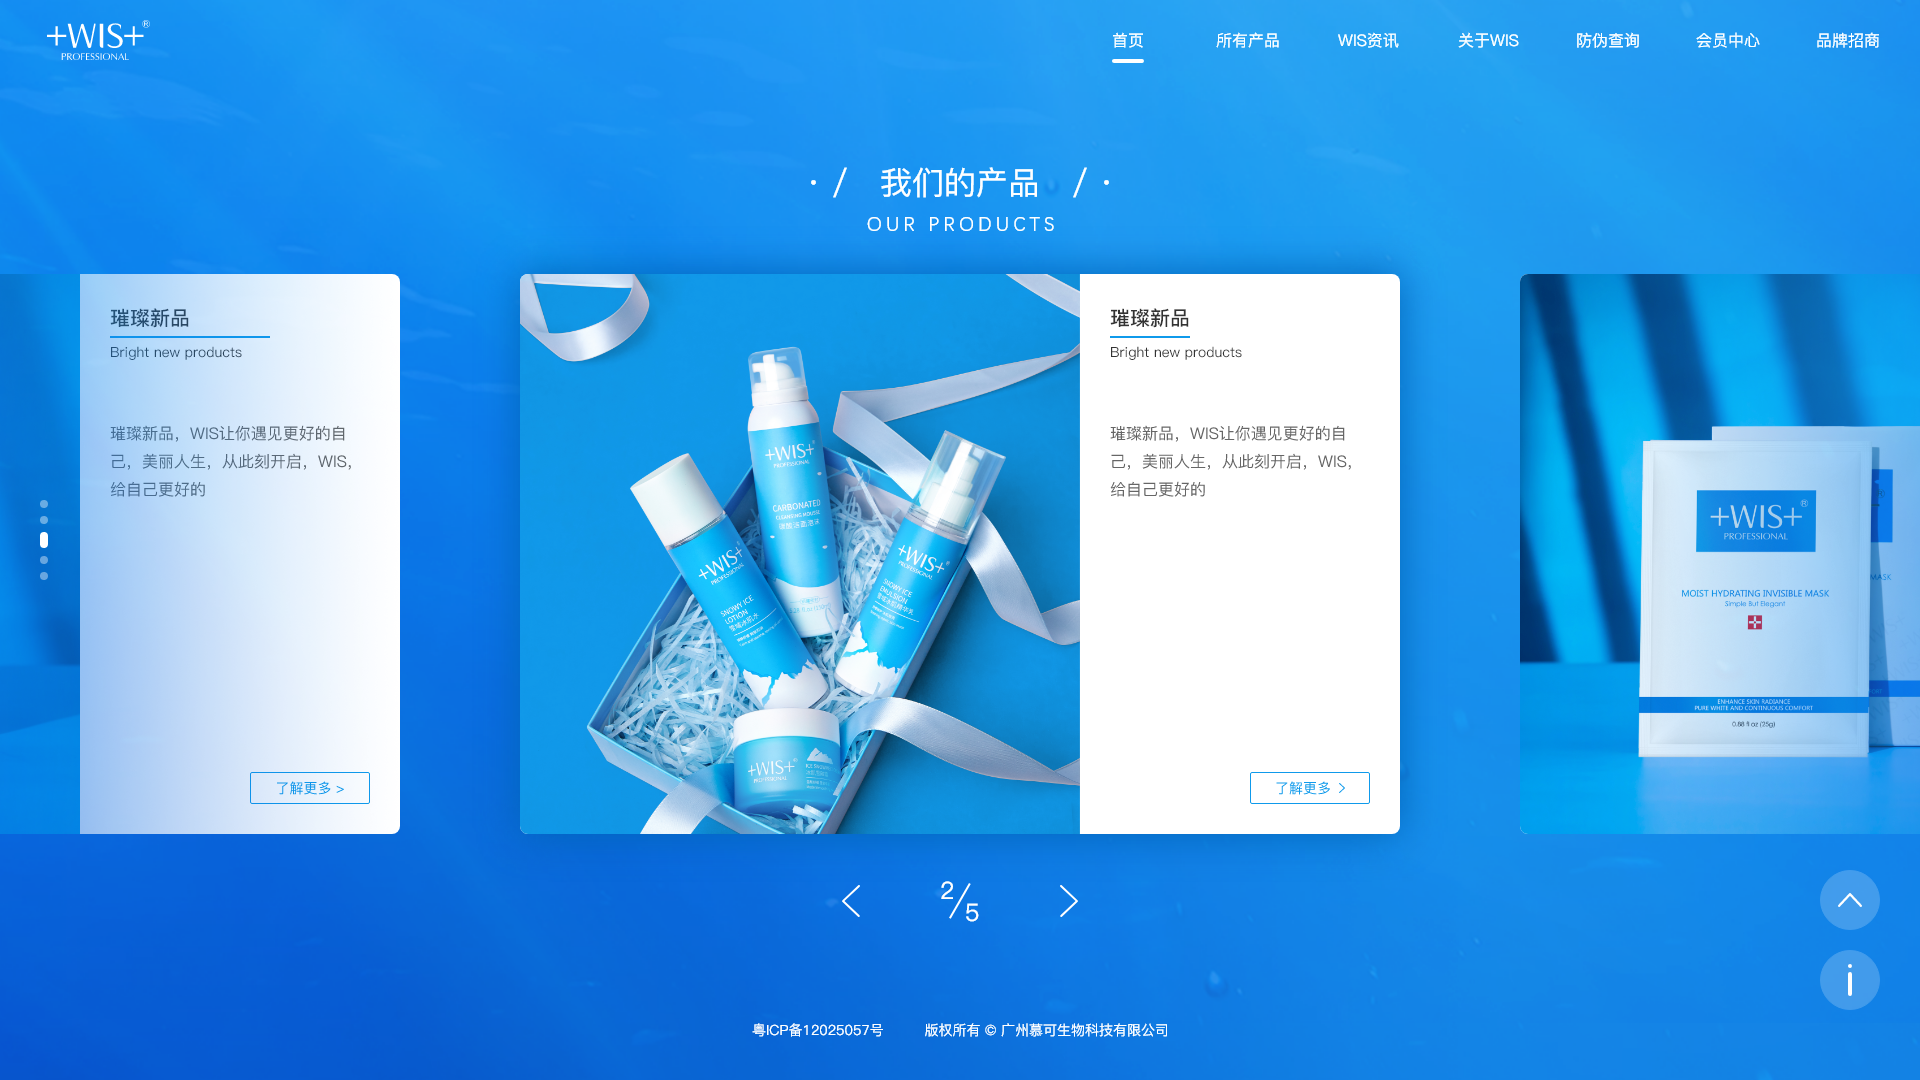 +WIS+®
PROFESSIONAL
首页
所有产品
WIS资讯
关于WIS
防伪查询
会员中心
品牌招商
我们的产品
OUR PRODUCTS
璀璨新品
Bright new products
璀璨新品，WIS让你遇见更好的自
己，美丽人生，从此刻开启，WIS，
给自己更好的
了解更多 >
+WIS+
PROFESSIONAL
CARBONATED
CLEANSING MOUSSE
碳酸洁面泡沫
+WIS+
PROFESSIONAL
SNOWY ICE
LOTION
+WIS+
PROFESSIONAL
SNOWY ICE
EMULSION
+WIS+
PROFESSIONAL
璀璨新品
Bright new products
璀璨新品，WIS让你遇见更好的自
己，美丽人生，从此刻开启，WIS，
给自己更好的
了解更多 >
+WIS+®
PROFESSIONAL
MOIST HYDRATING INVISIBLE MASK
Simple But Elegant
ENHANCE SKIN RADIANCE
PURE WHITE AND CONTINUOUS COMFORT
0.88 fl oz (25g)
MASK
2/5
粤ICP备12025057号
版权所有 © 广州慕可生物科技有限公司